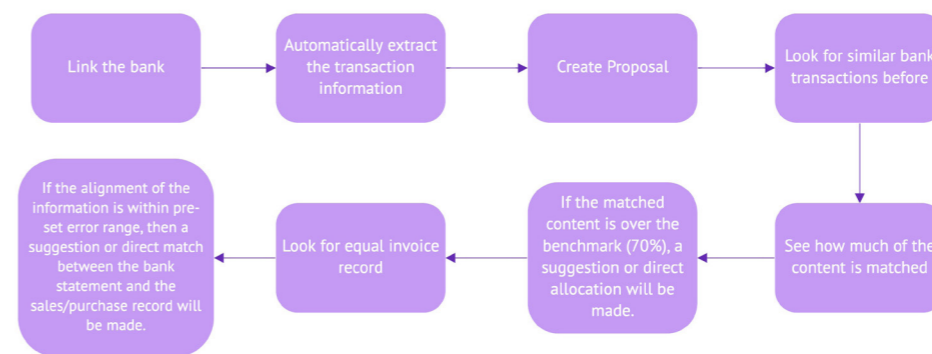 Link the bank
Automatically extract
the transaction
information
Create Proposal
Look for similar bank
transactions before
See how much of the
content is matched
If the matched
content is over the
benchmark (70%), a
suggestion or direct
allocation will be
made.
Look for equal invoice
record
If the alignment of the
information is within pre-
set error range, then a
suggestion or direct match
between the bank
statement and the
sales/purchase record will
be made.